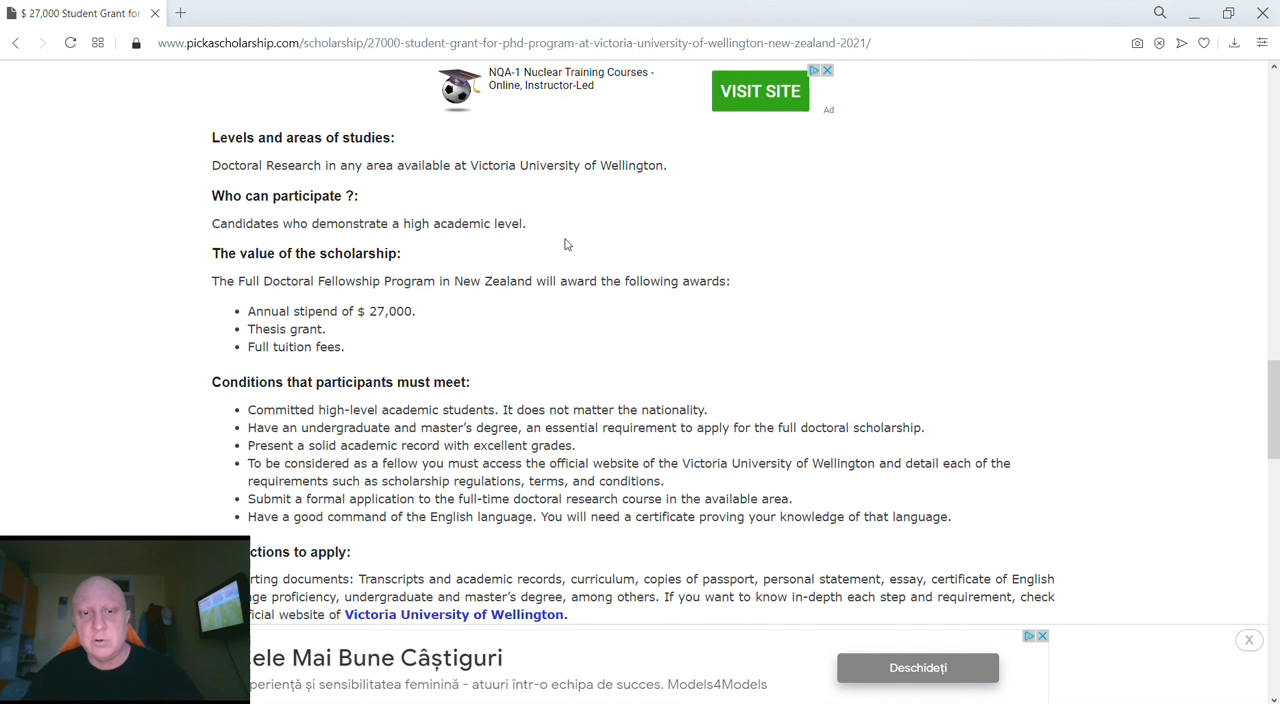 $ 27,000 Student Grant for
www.pickascholarship.com/scholarship/27000-student-grant-for-phd-program-at-victoria-university-of-wellington-new-zealand-2021/
NQA-1 Nuclear Training Courses -
Online, Instructor-Led
VISIT SITE
Ad
Levels and areas of studies:
Doctoral Research in any area available at Victoria University of Wellington.
Who can participate ?:
Candidates who demonstrate a high academic level.
The value of the scholarship:
The Full Doctoral Fellowship Program in New Zealand will award the following awards:
• Annual stipend of $ 27,000.
• Thesis grant.
• Full tuition fees.
Conditions that participants must meet:
• Committed high-level academic students. It does not matter the nationality.
• Have an undergraduate and master's degree, an essential requirement to apply for the full doctoral scholarship.
• Present a solid academic record with excellent grades.
• To be considered as a fellow you must access the official website of the Victoria University of Wellington and detail each of the
requirements such as scholarship regulations, terms, and conditions.
• Submit a formal application to the full-time doctoral research course in the available area.
• Have a good command of the English language. You will need a certificate proving your knowledge of that language.
ctions to apply:
rting documents: Transcripts and academic records, curriculum, copies of passport, personal statement, essay, certificate of English
ge proficiency, undergraduate and master's degree, among others. If you want to know in-depth each step and requirement, check
icial website of Victoria University of Wellington.
ele Mai Bune Câștiguri
Deschideți
periență și sensibilitatea feminină - atuuri într-o echipa de succes. Models4Models